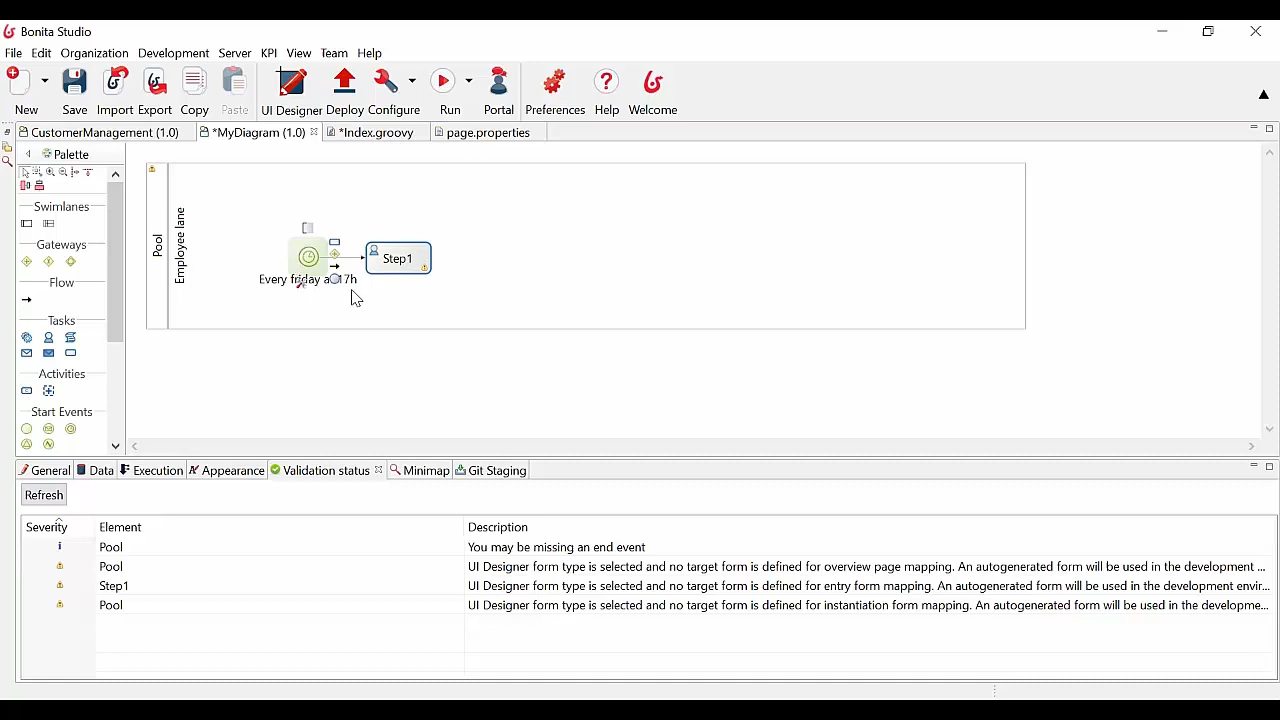 Bonita Studio
File Edit Organization Development Server KPI View Team Help
New Save Import Export Copy Paste UI Designer Deploy Configure Run Portal Preferences Help Welcome
CustomerManagement (1.0) *MyDiagram (1.0) *Index.groovy page.properties
Palette
Swimlanes
Gateways
Flow
Tasks
Activities
Start Events
Pool
Employee lane
Step1
Every friday at 17h
General Data Execution Appearance Validation status Minimap Git Staging
Refresh
Severity Element Description
Pool You may be missing an end event
Pool UI Designer form type is selected and no target form is defined for overview page mapping. An autogenerated form will be used in the development ...
Step1 UI Designer form type is selected and no target form is defined for entry form mapping. An autogenerated form will be used in the development envir...
Pool UI Designer form type is selected and no target form is defined for instantiation form mapping. An autogenerated form will be used in the developme...